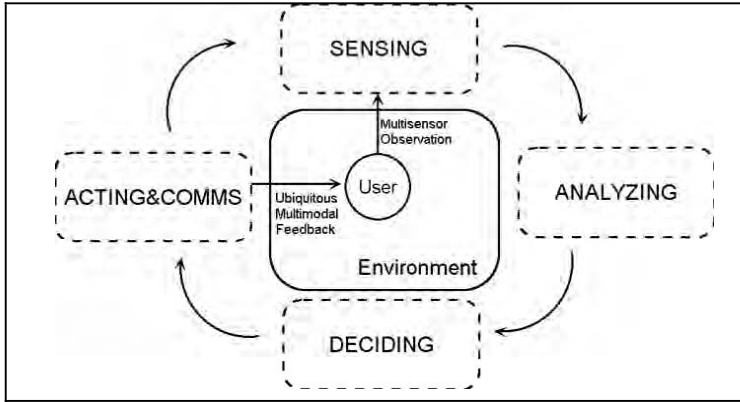 SENSING
Multisensor
Observation
ACTING&COMMS
User
ANALYZING
Ubiquitous
Multimodal
Feedback
Environment
DECIDING